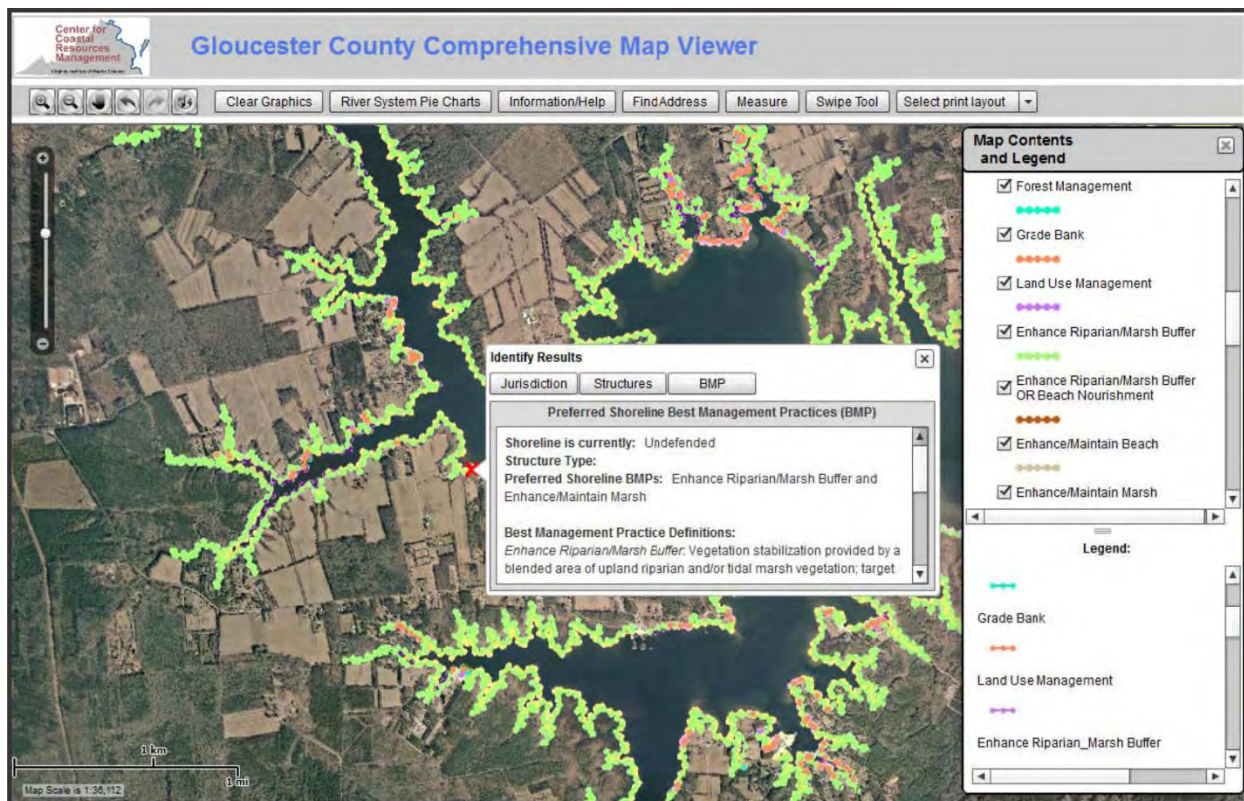 Center for
Coastal
Resources
Management
Virginia Institute of Marine Science
Gloucester County Comprehensive Map Viewer
Clear Graphics
River System Pie Charts
Information/Help
Find Address
Measure
Swipe Tool
Select print layout
Map Contents
and Legend
Forest Management
Grade Bank
Land Use Management
Enhance Riparian/Marsh Buffer
Enhance Riparian/Marsh Buffer
OR Beach Nourishment
Enhance/Maintain Beach
Enhance/Maintain Marsh
Legend:
Grade Bank
Land Use Management
Enhance Riparian_Marsh Buffer
Identify Results
Jurisdiction
Structures
BMP
Preferred Shoreline Best Management Practices (BMP)
Shoreline is currently: Undefended
Structure Type:
Preferred Shoreline BMPs: Enhance Riparian/Marsh Buffer and
Enhance/Maintain Marsh
Best Management Practice Definitions:
Enhance Riparian/Marsh Buffer: Vegetation stabilization provided by a
blended area of upland riparian and/or tidal marsh vegetation; target
1 km
1 mi
Map Scale is 1:36,112